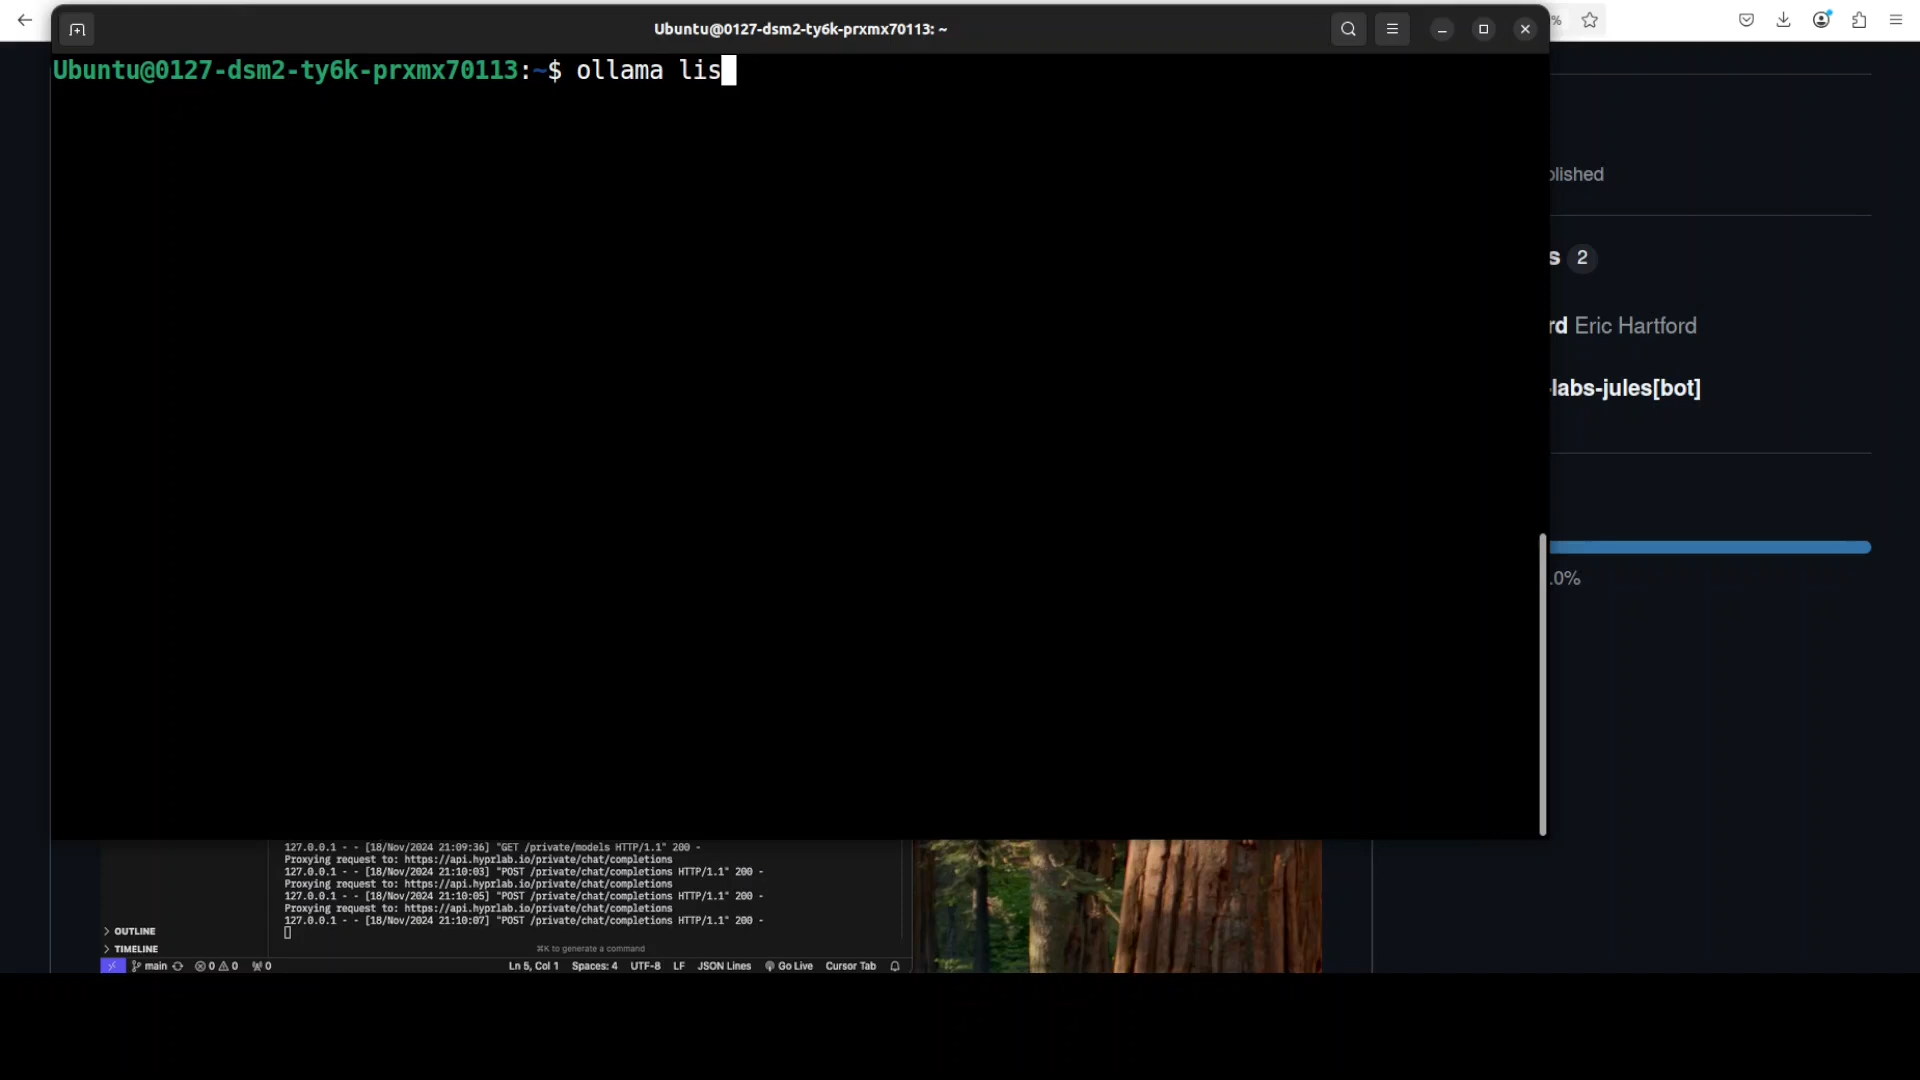 Ubuntu@0127-dsm2-ty6k-prxmx70113: ~
%
Ubuntu@0127-dsm2-ty6k-prxmx70113:~$ ollama lis
lished
s 2
rd Eric Hartford
-labs-jules[bot]
.0%
127.0.0.1 - - [18/Nov/2024 21:09:36] "GET /private/models HTTP/1.1" 200 -
Proxying request to: https://api.hyprlab.io/private/chat/completions
127.0.0.1 - - [18/Nov/2024 21:10:03] "POST /private/chat/completions HTTP/1.1" 200 -
Proxying request to: https://api.hyprlab.io/private/chat/completions
127.0.0.1 - - [18/Nov/2024 21:10:05] "POST /private/chat/completions HTTP/1.1" 200 -
Proxying request to: https://api.hyprlab.io/private/chat/completions
127.0.0.1 - - [18/Nov/2024 21:10:07] "POST /private/chat/completions HTTP/1.1" 200 -
OUTLINE
TIMELINE
⌘K to generate a command
main 0 0 0 Ln 5, Col 1 Spaces: 4 UTF-8 LF JSON Lines Go Live Cursor Tab